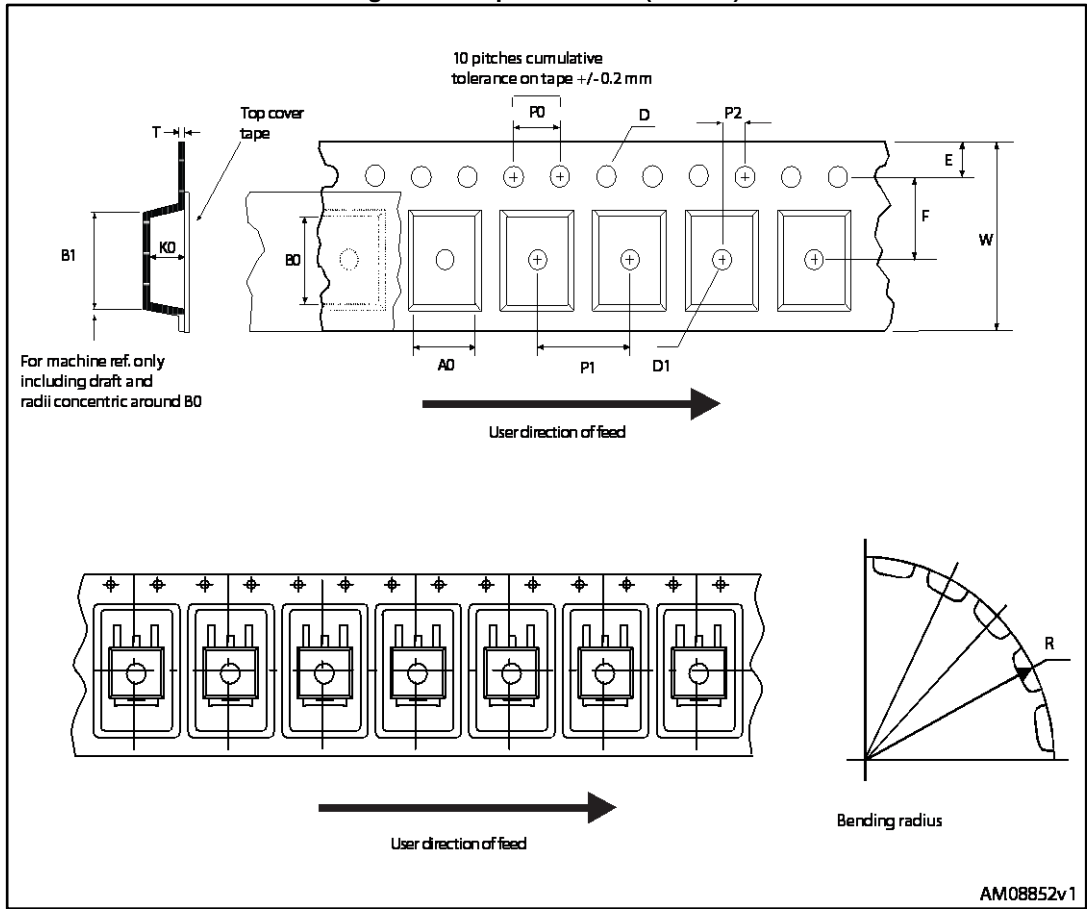 10 pitches cumulative
tolerance on tape +/- 0.2 mm
Top cover
tape
T
P0
D
P2
E
F
W
B1
K0
B0
For machine ref. only
including draft and
radii concentric around B0
A0
P1
D1
User direction of feed
R
Bending radius
User direction of feed
AM08852v1